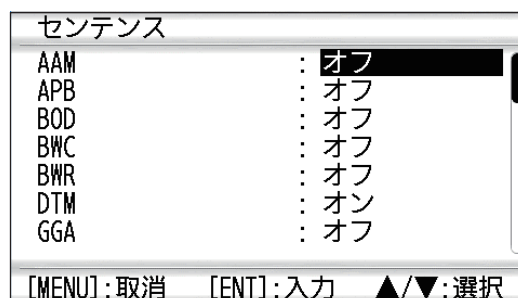 センテンス
AAM : オフ
APB : オフ
BOD : オフ
BWC : オフ
BWR : オフ
DTM : オン
GGA : オフ
[MENU]:取消 [ENT]:入力 ▲/▼:選択